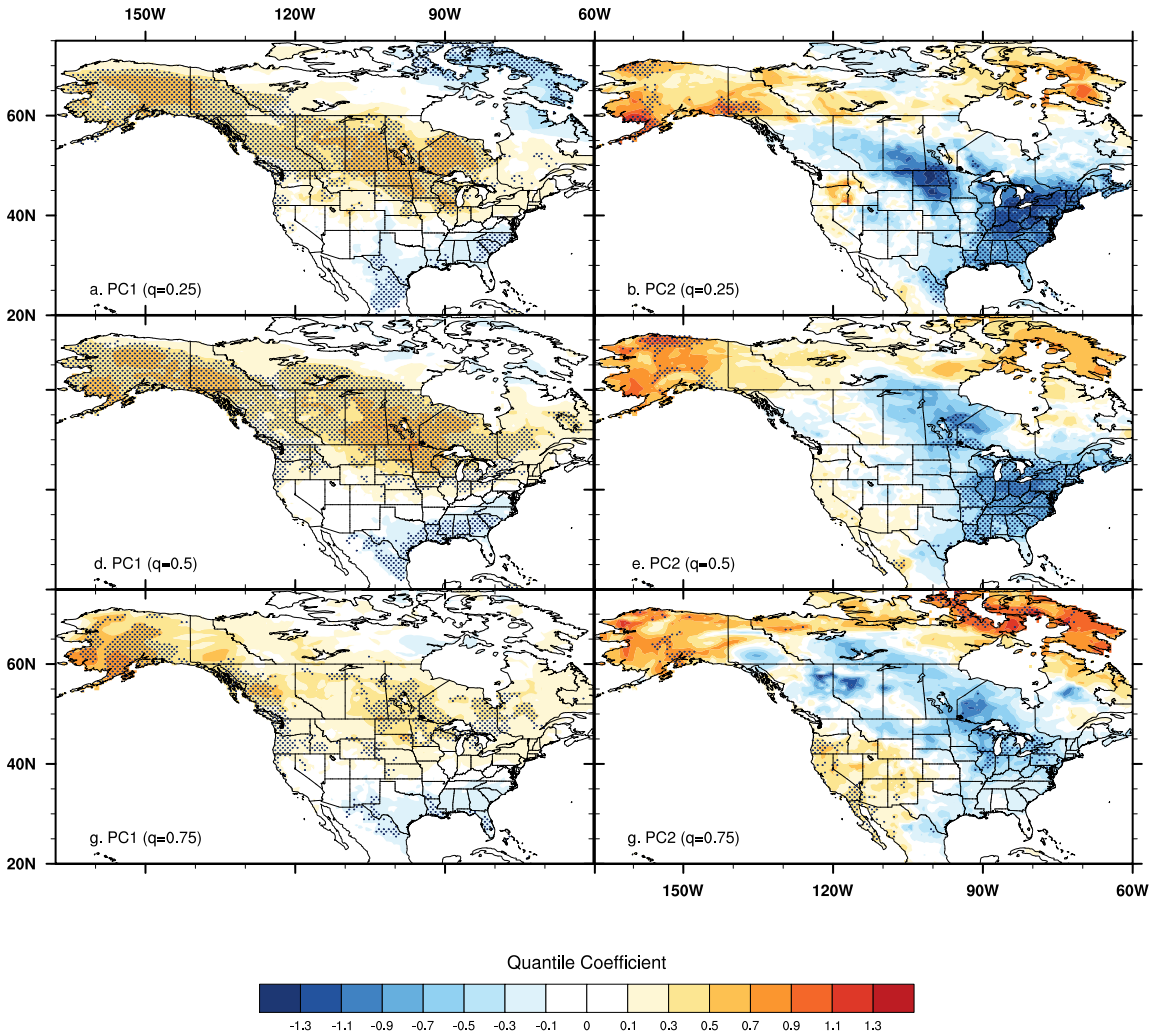 150W 120W 90W 60W
60N
40N
20N
a. PC1 (q=0.25)
b. PC2 (q=0.25)
d. PC1 (q=0.5)
e. PC2 (q=0.5)
60N
40N
20N
g. PC1 (q=0.75)
g. PC2 (q=0.75)
150W 120W 90W 60W
Quantile Coefficient
-1.3 -1.1 -0.9 -0.7 -0.5 -0.1 0 0.1 0.3 0.5 0.7 0.9 1.1 1.3